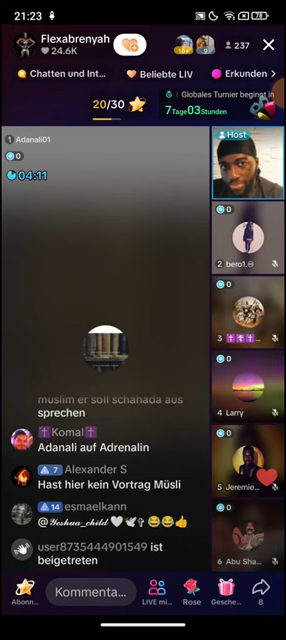 21:23
78
Flexabrenyah
24.6K
237
Chatten und Int...
Beliebte LIV
Erkunden
20/30
Globales Turnier beginnt in
7Tage03Stunden
1 Adanali01
0
04:11
Host
0
2 bero1.
0
3
0
4 Larry
0
5 Jeremie...
0
6 Abu Sha...
muslim er soll schahada aus
sprechen
Komal
Adanali auf Adrenalin
7 Alexander S
Hast hier kein Vortrag Müsli
14 esmaelkann
@𝒴𝑒𝓈𝒽𝓊𝒶_𝒸𝒽𝒾𝓁𝒹 🤍🕊✞😂😂👍
user8735444901549 ist
beigetreten
Abonn...
Kommenta...
LIVE mi...
Rose
Gesche...
8